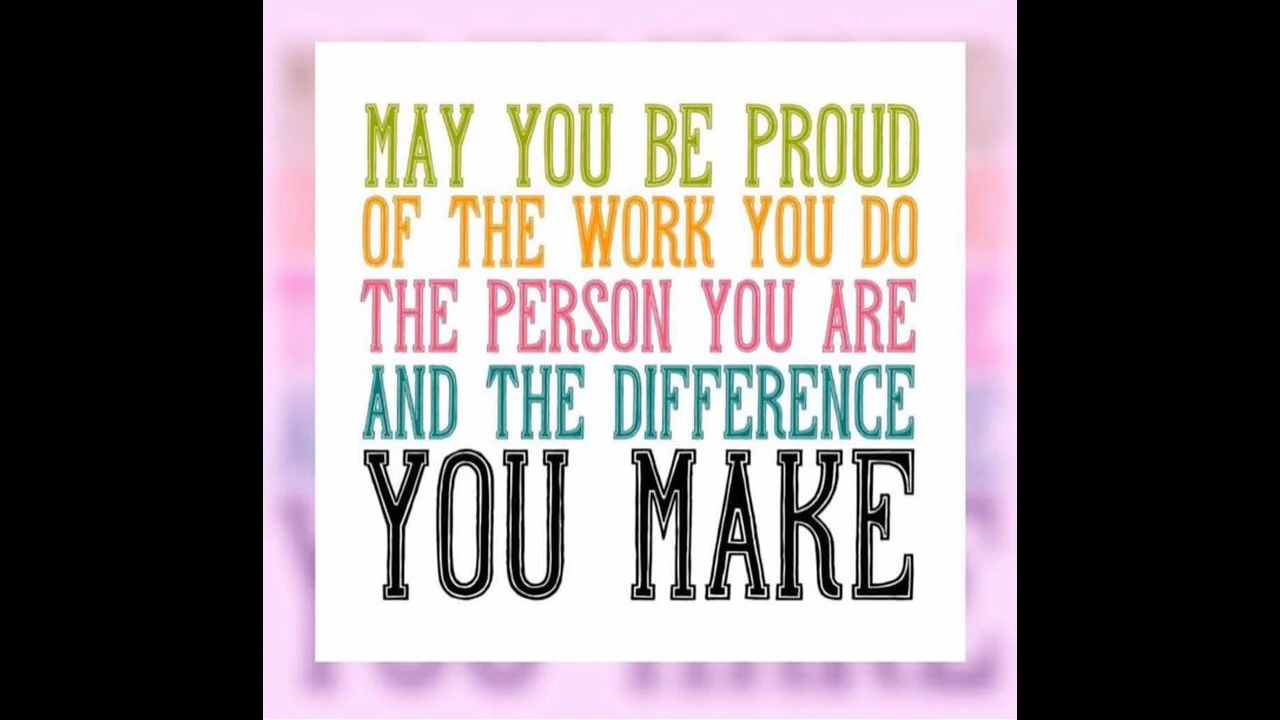 MAY YOU BE PROUD
OF THE WORK YOU DO
THE PERSON YOU ARE
AND THE DIFFERENCE
YOU MAKE